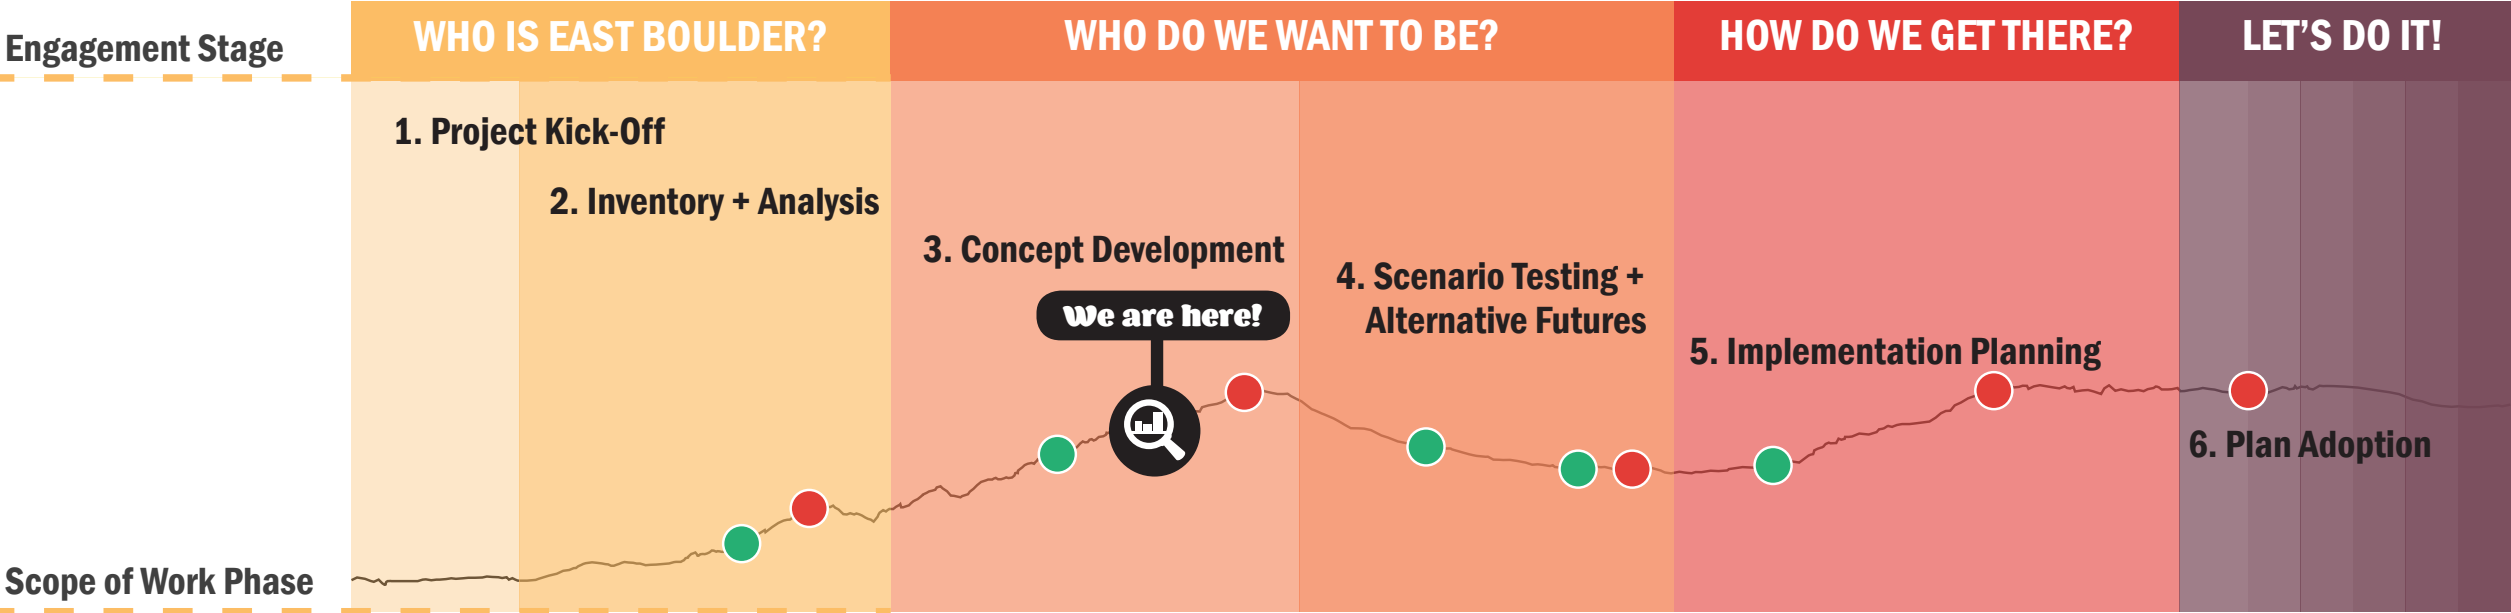 Engagement Stage
WHO IS EAST BOULDER?
WHO DO WE WANT TO BE?
HOW DO WE GET THERE?
LET'S DO IT!
1. Project Kick-Off
2. Inventory + Analysis
3. Concept Development
We are here!
4. Scenario Testing +
Alternative Futures
5. Implementation Planning
6. Plan Adoption
Scope of Work Phase